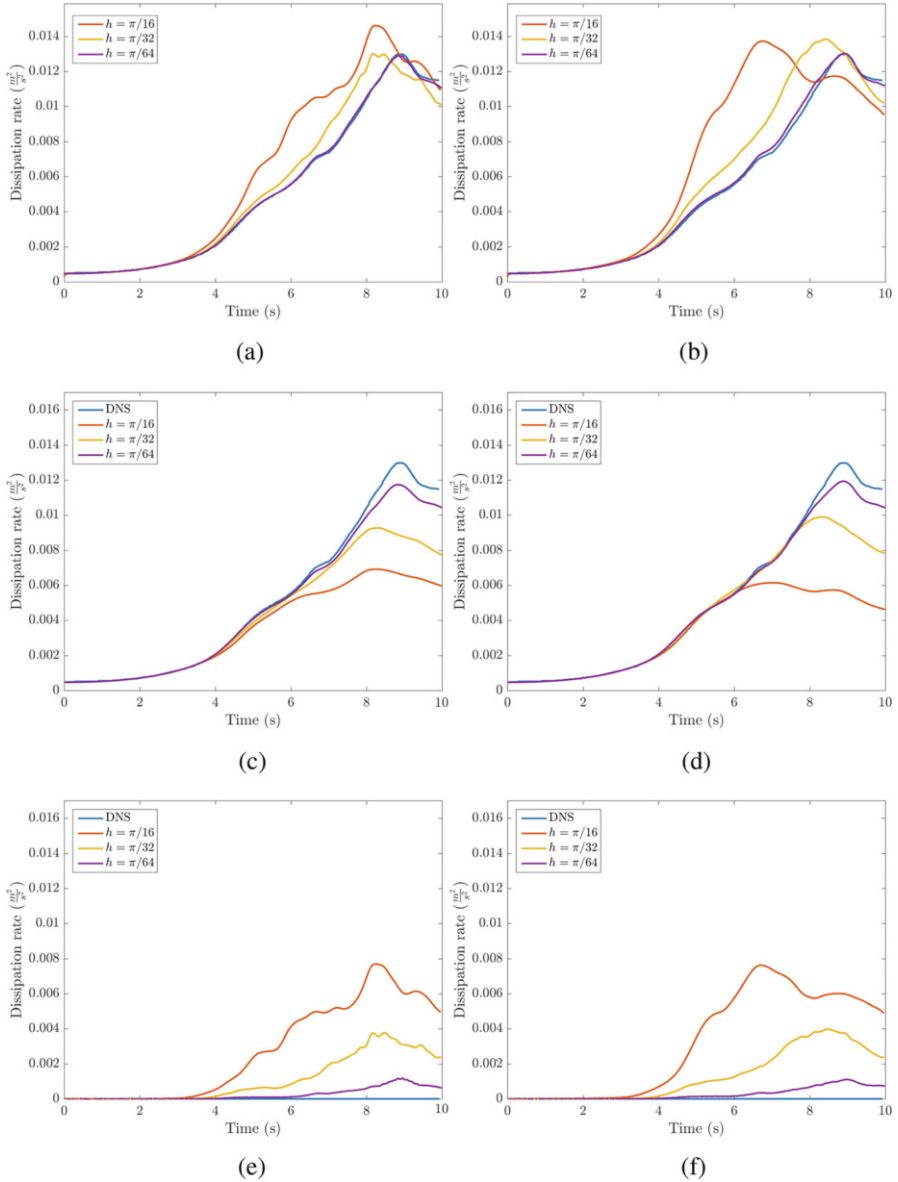 0.014
0.012
0.01
0.008
0.006
0.004
0.002
0
Dissipation rate (m²/s²)
h = π/16
h = π/32
h = π/64
0 2 4 6 8 10
Time (s)
(a)
0.014
0.012
0.01
0.008
0.006
0.004
0.002
0
Dissipation rate (m²/s²)
h = π/16
h = π/32
h = π/64
0 2 4 6 8 10
Time (s)
(b)
0.016
0.014
0.012
0.01
0.008
0.006
0.004
0.002
0
Dissipation rate (m²/s²)
DNS
h = π/16
h = π/32
h = π/64
0 2 4 6 8 10
Time (s)
(c)
0.016
0.014
0.012
0.01
0.008
0.006
0.004
0.002
0
Dissipation rate (m²/s²)
DNS
h = π/16
h = π/32
h = π/64
0 2 4 6 8 10
Time (s)
(d)
0.016
0.014
0.012
0.01
0.008
0.006
0.004
0.002
0
Dissipation rate (m²/s²)
DNS
h = π/16
h = π/32
h = π/64
0 2 4 6 8 10
Time (s)
(e)
0.016
0.014
0.012
0.01
0.008
0.006
0.004
0.002
0
Dissipation rate (m²/s²)
DNS
h = π/16
h = π/32
h = π/64
0 2 4 6 8 10
Time (s)
(f)